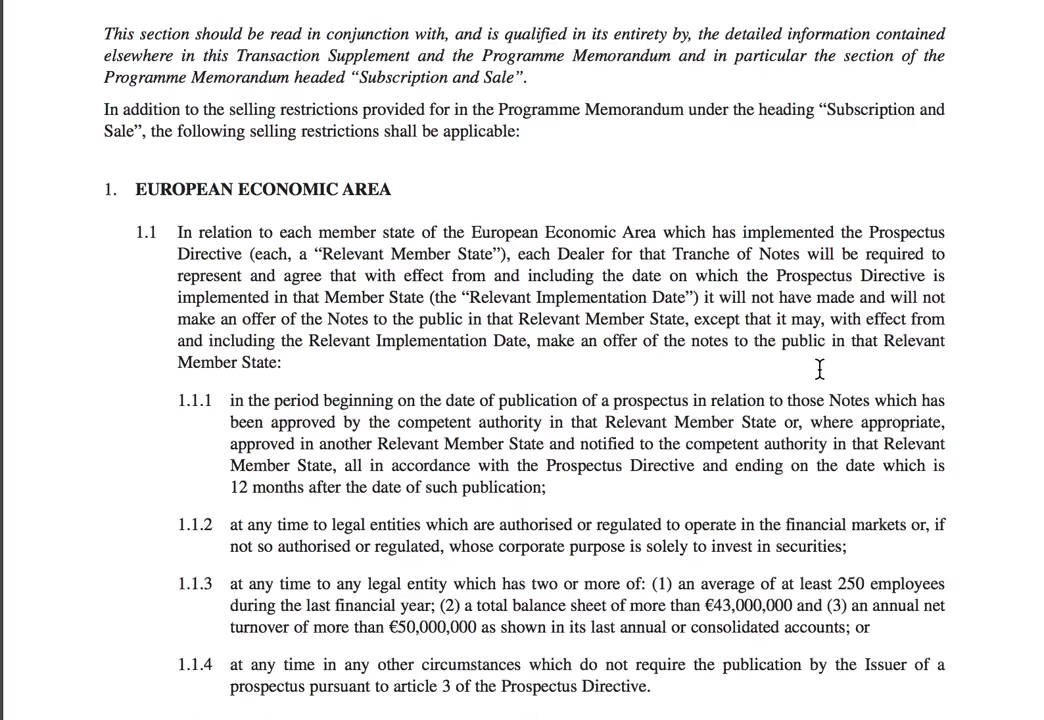 This section should be read in conjunction with, and is qualified in its entirety by, the detailed information contained
elsewhere in this Transaction Supplement and the Programme Memorandum and in particular the section of the
Programme Memorandum headed “Subscription and Sale”.
In addition to the selling restrictions provided for in the Programme Memorandum under the heading “Subscription and
Sale”, the following selling restrictions shall be applicable:
1. EUROPEAN ECONOMIC AREA
1.1 In relation to each member state of the European Economic Area which has implemented the Prospectus
Directive (each, a “Relevant Member State”), each Dealer for that Tranche of Notes will be required to
represent and agree that with effect from and including the date on which the Prospectus Directive is
implemented in that Member State (the “Relevant Implementation Date”) it will not have made and will not
make an offer of the Notes to the public in that Relevant Member State, except that it may, with effect from
and including the Relevant Implementation Date, make an offer of the notes to the public in that Relevant
Member State:
1.1.1 in the period beginning on the date of publication of a prospectus in relation to those Notes which has
been approved by the competent authority in that Relevant Member State or, where appropriate,
approved in another Relevant Member State and notified to the competent authority in that Relevant
Member State, all in accordance with the Prospectus Directive and ending on the date which is
12 months after the date of such publication;
1.1.2 at any time to legal entities which are authorised or regulated to operate in the financial markets or, if
not so authorised or regulated, whose corporate purpose is solely to invest in securities;
1.1.3 at any time to any legal entity which has two or more of: (1) an average of at least 250 employees
during the last financial year; (2) a total balance sheet of more than €43,000,000 and (3) an annual net
turnover of more than €50,000,000 as shown in its last annual or consolidated accounts; or
1.1.4 at any time in any other circumstances which do not require the publication by the Issuer of a
prospectus pursuant to article 3 of the Prospectus Directive.